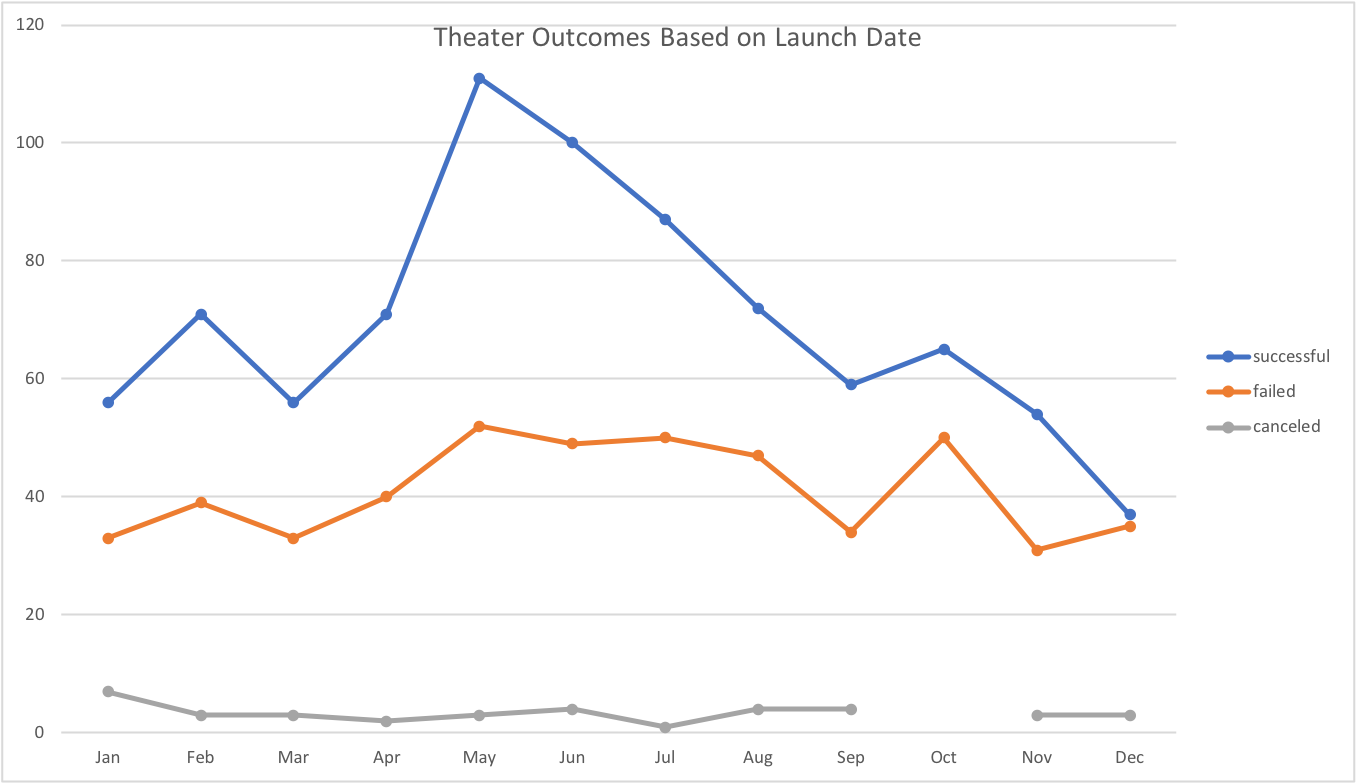 Theater Outcomes Based on Launch Date
120
100
80
60
40
20
0
Jan Feb Mar Apr May Jun Jul Aug Sep Oct Nov Dec
successful
failed
canceled